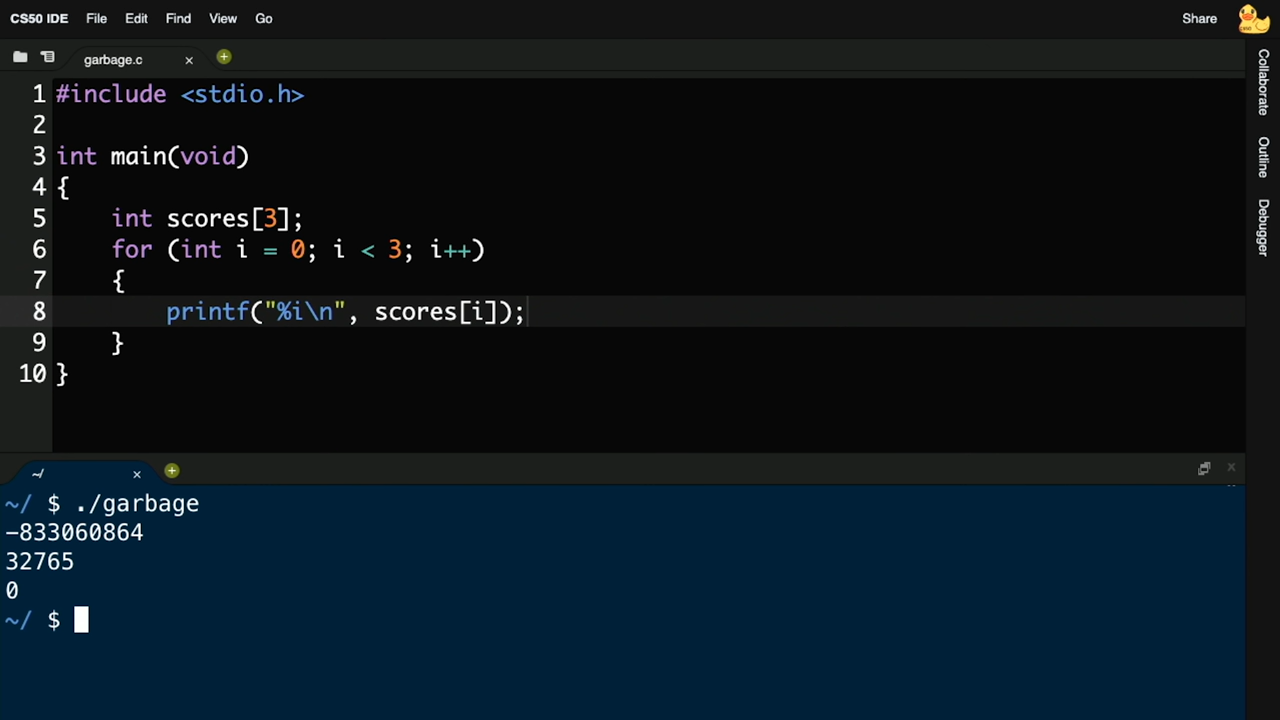 CS50 IDE File Edit Find View Go Share
garbage.c
1 #include <stdio.h>
2
3 int main(void)
4 {
5     int scores[3];
6     for (int i = 0; i < 3; i++)
7     {
8         printf("%i\n", scores[i]);
9     }
10 }
Collaborate
Outline
Debugger
~/
~/ $ ./garbage
-833060864
32765
0
~/ $